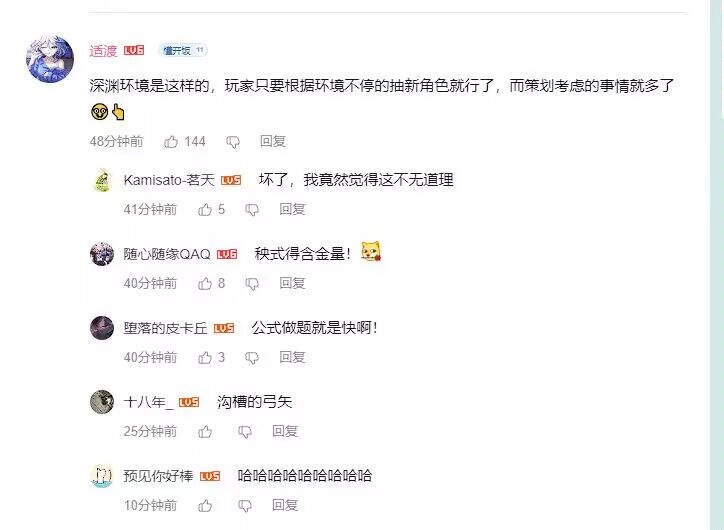 适渡 LV6 懂开饭 11
深渊环境是这样的，玩家只要根据环境不停的抽新角色就行了，而策划考虑的事情就多了
48分钟前 144 回复
Kamisato-茗天 LV5 坏了，我竟然觉得这不无道理
41分钟前 5 回复
随心随缘QAQ LV6 秧式得含金量！
40分钟前 8 回复
堕落的皮卡丘 LV5 公式做题就是快啊！
40分钟前 3 回复
十八年_ LV5 沟槽的弓矢
25分钟前 回复
预见你好棒 LV5 哈哈哈哈哈哈哈哈哈
10分钟前 回复